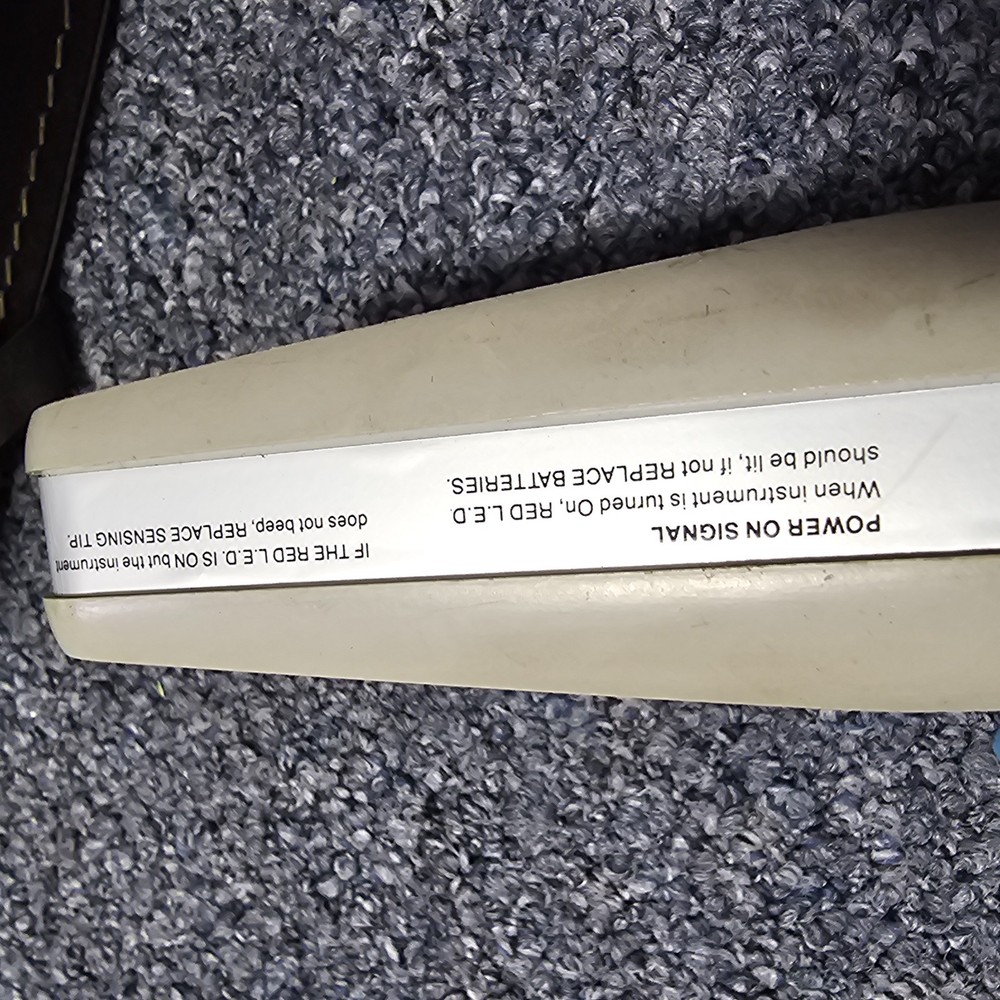 POWER ON SIGNAL
When instrument is turned On, RED L.E.D
should be lit, if not REPLACE BATTERIES.
IF THE RED L.E.D. IS ON but the instrument
does not beep, REPLACE SENSING TIP.